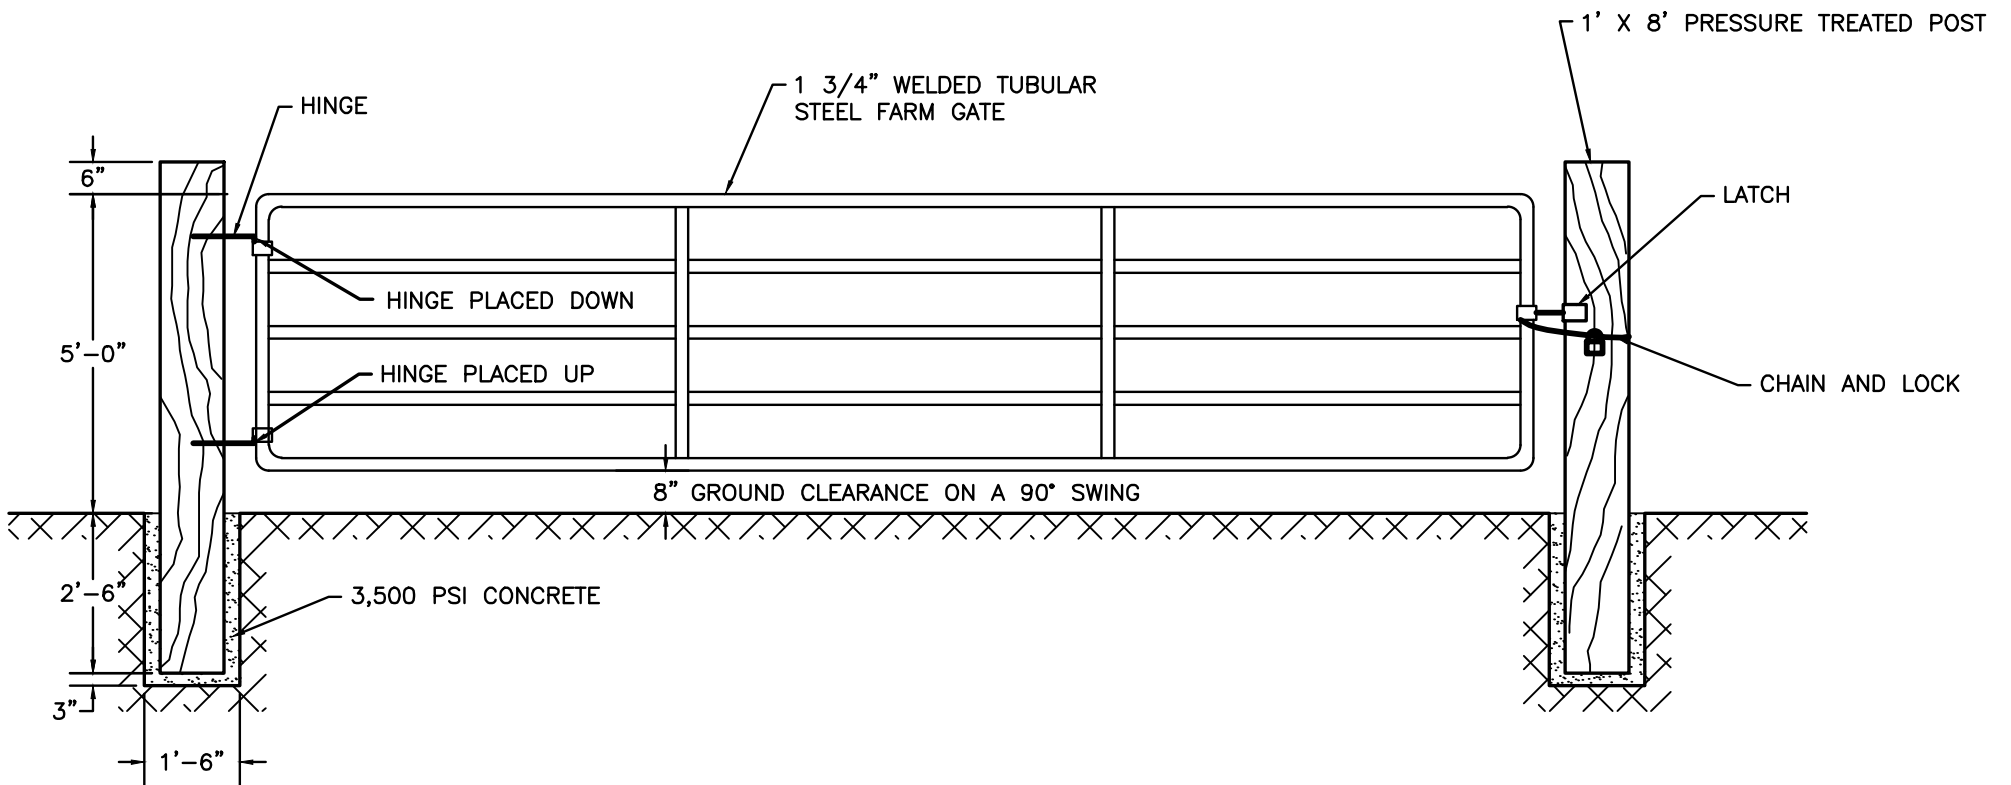 1' X 8' PRESSURE TREATED POST
1 3/4" WELDED TUBULAR
STEEL FARM GATE
HINGE
6"
LATCH
HINGE PLACED DOWN
5'-0"
HINGE PLACED UP
CHAIN AND LOCK
8" GROUND CLEARANCE ON A 90° SWING
2'-6"
3,500 PSI CONCRETE
3"
1'-6"